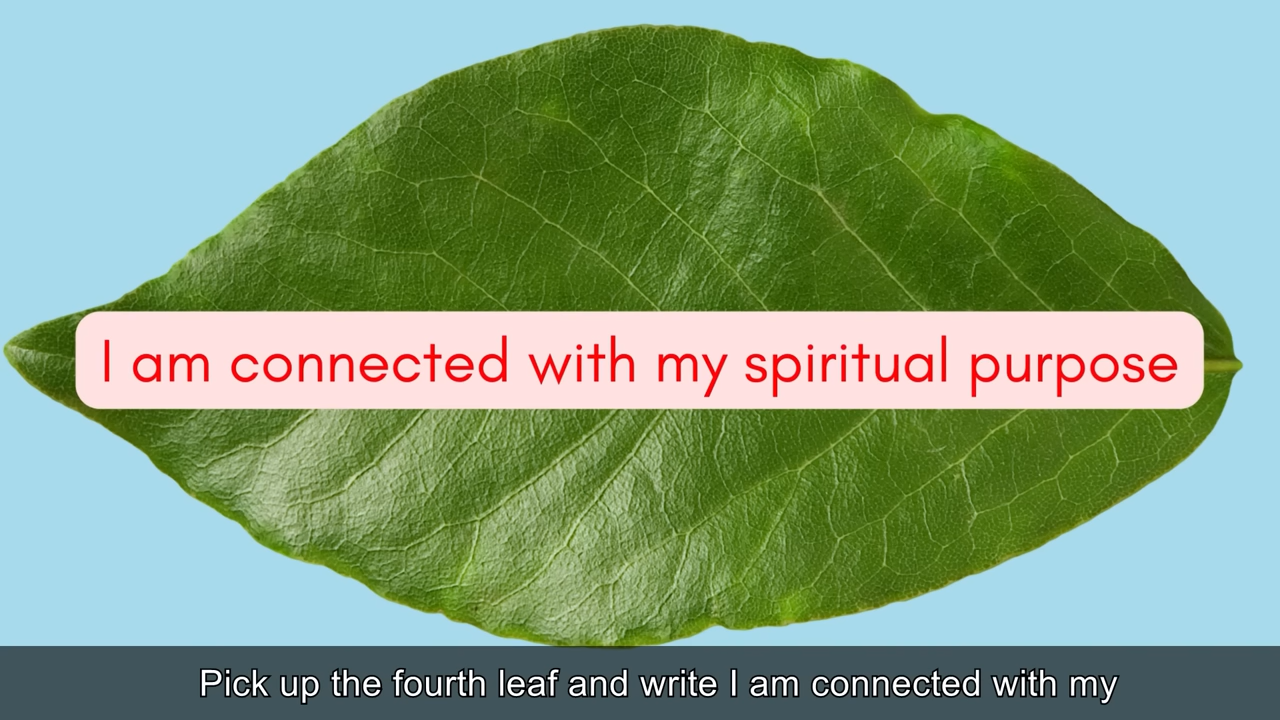 I am connected with my spiritual purpose
Pick up the fourth leaf and write I am connected with my